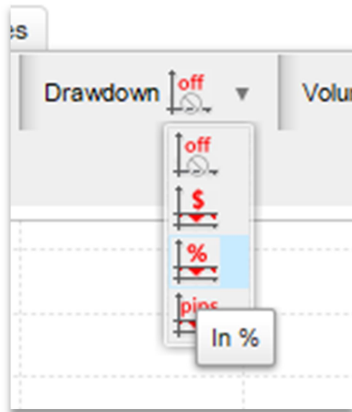 es
Drawdown off Volu
off
$
%
pips
In %